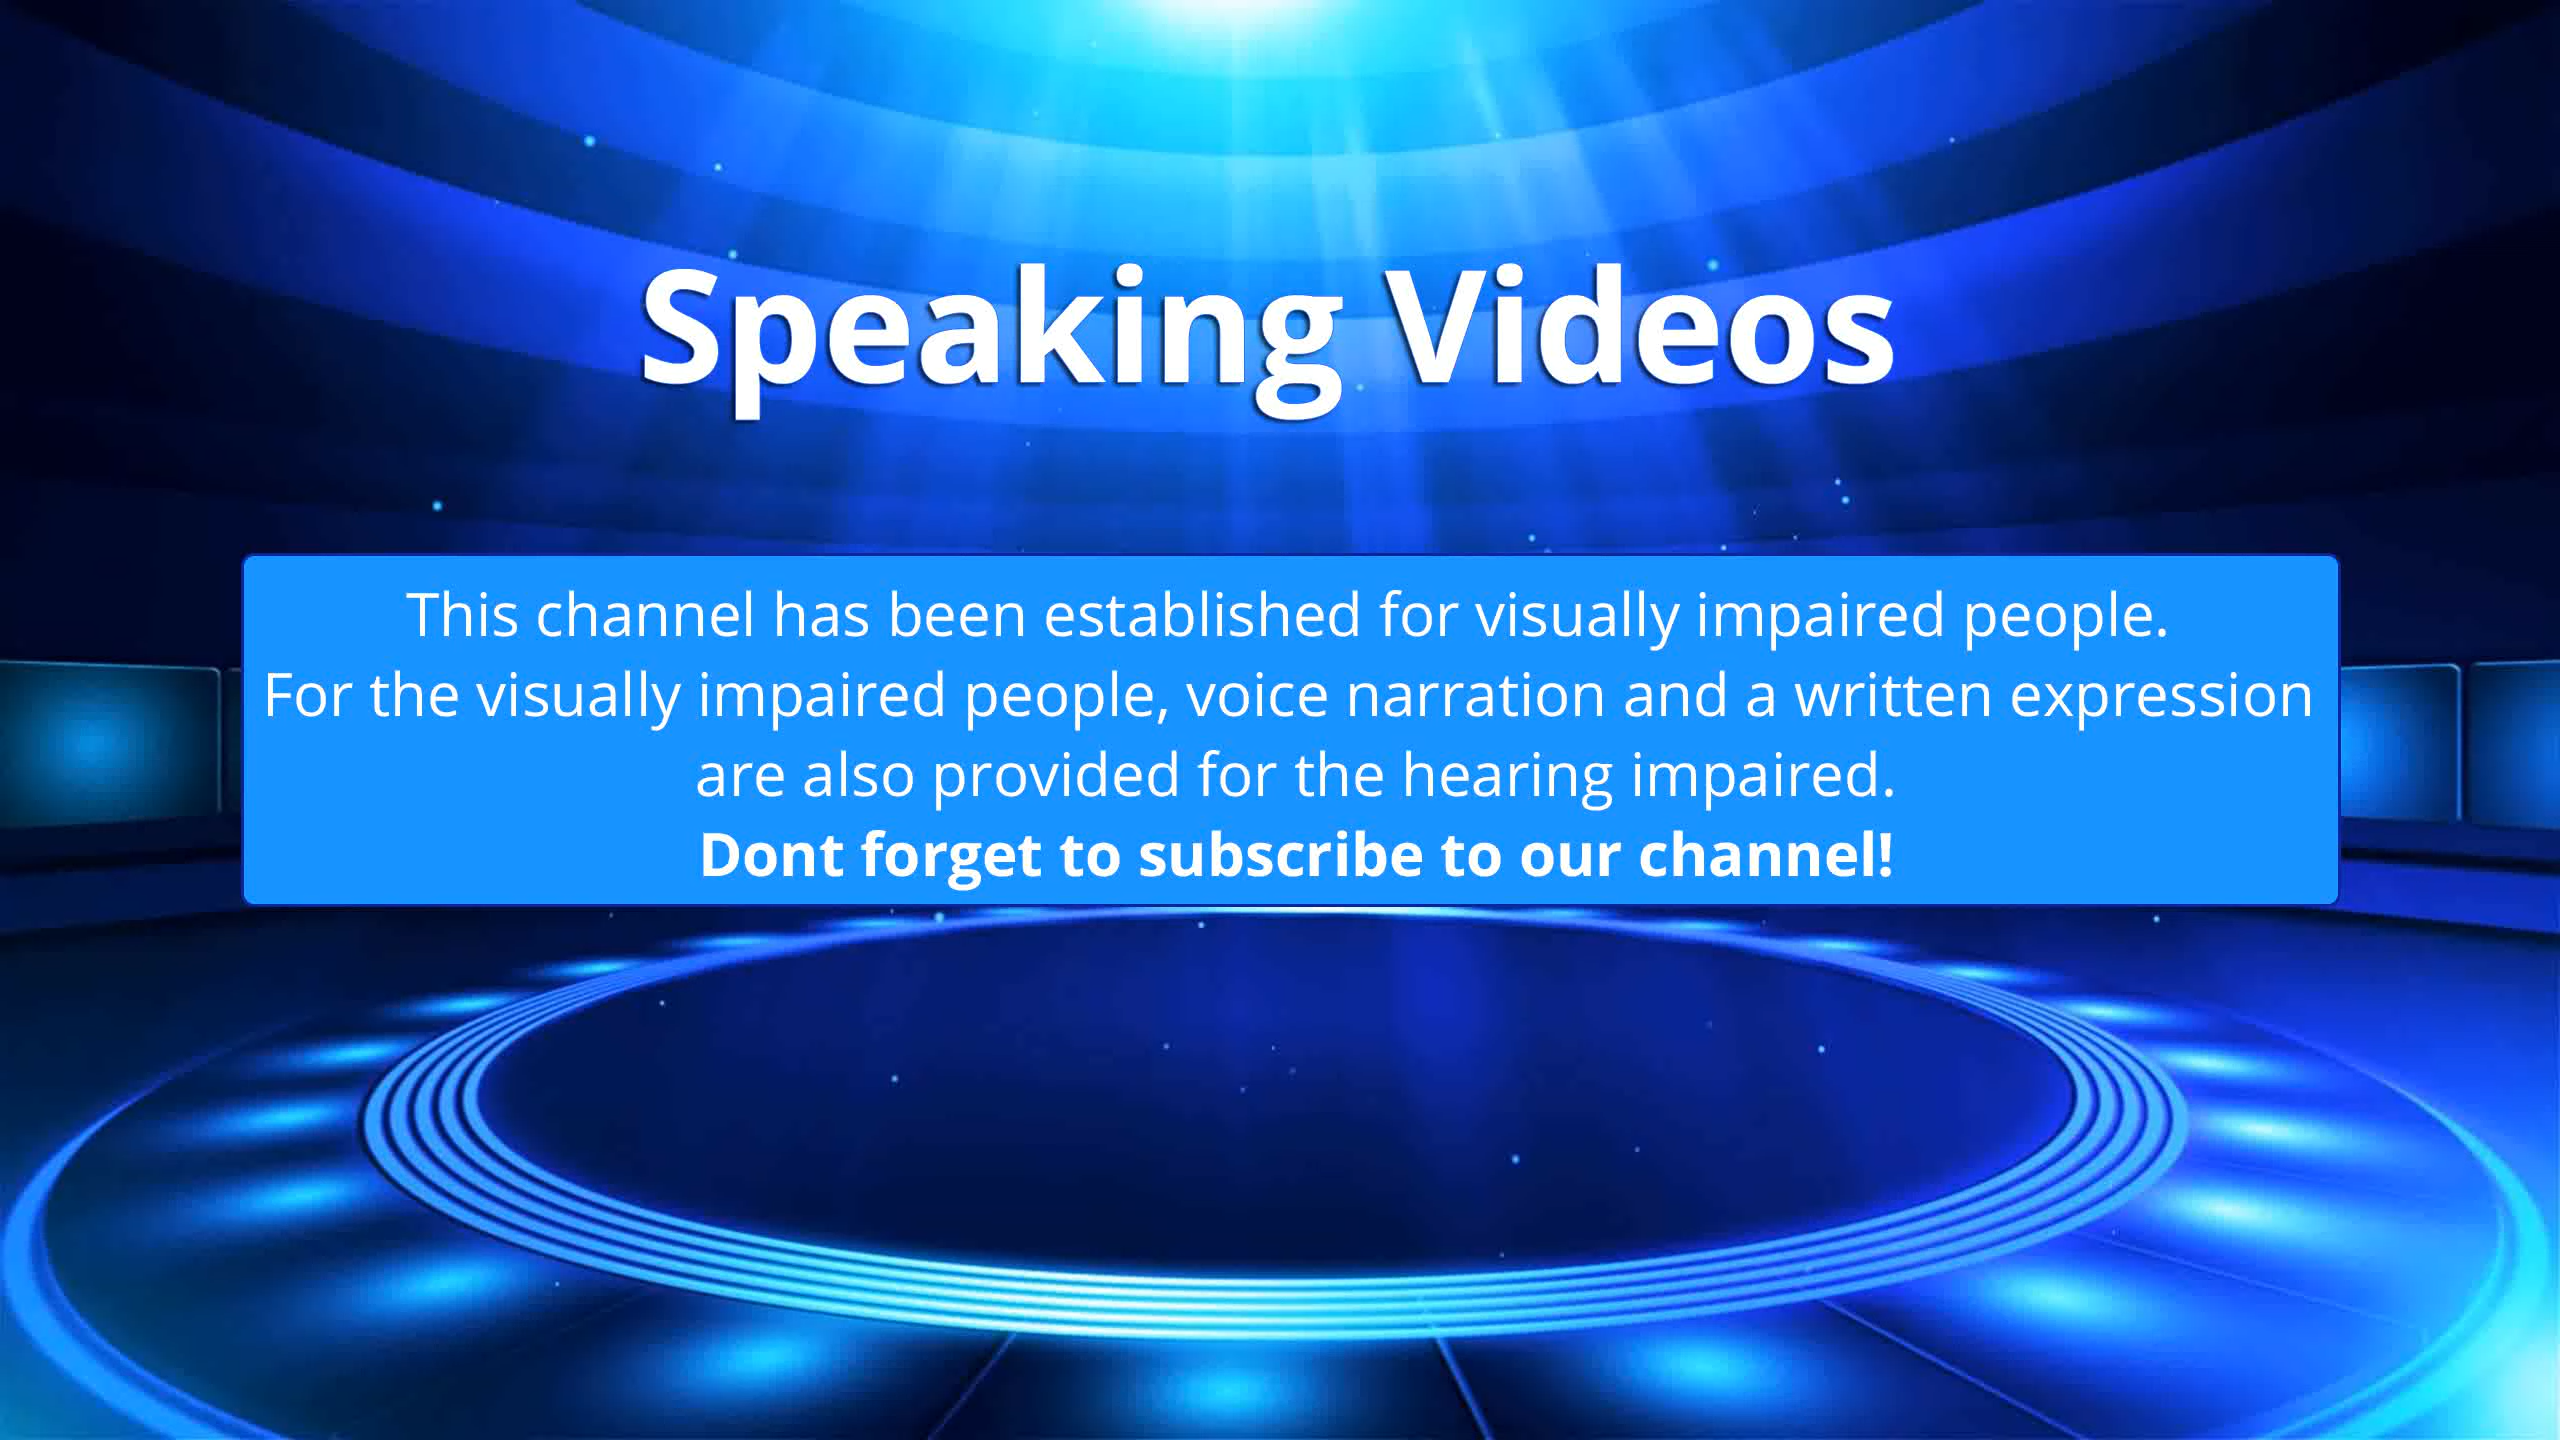 Speaking Videos
This channel has been established for visually impaired people.
For the visually impaired people, voice narration and a written expression
are also provided for the hearing impaired.
Dont forget to subscribe to our channel!